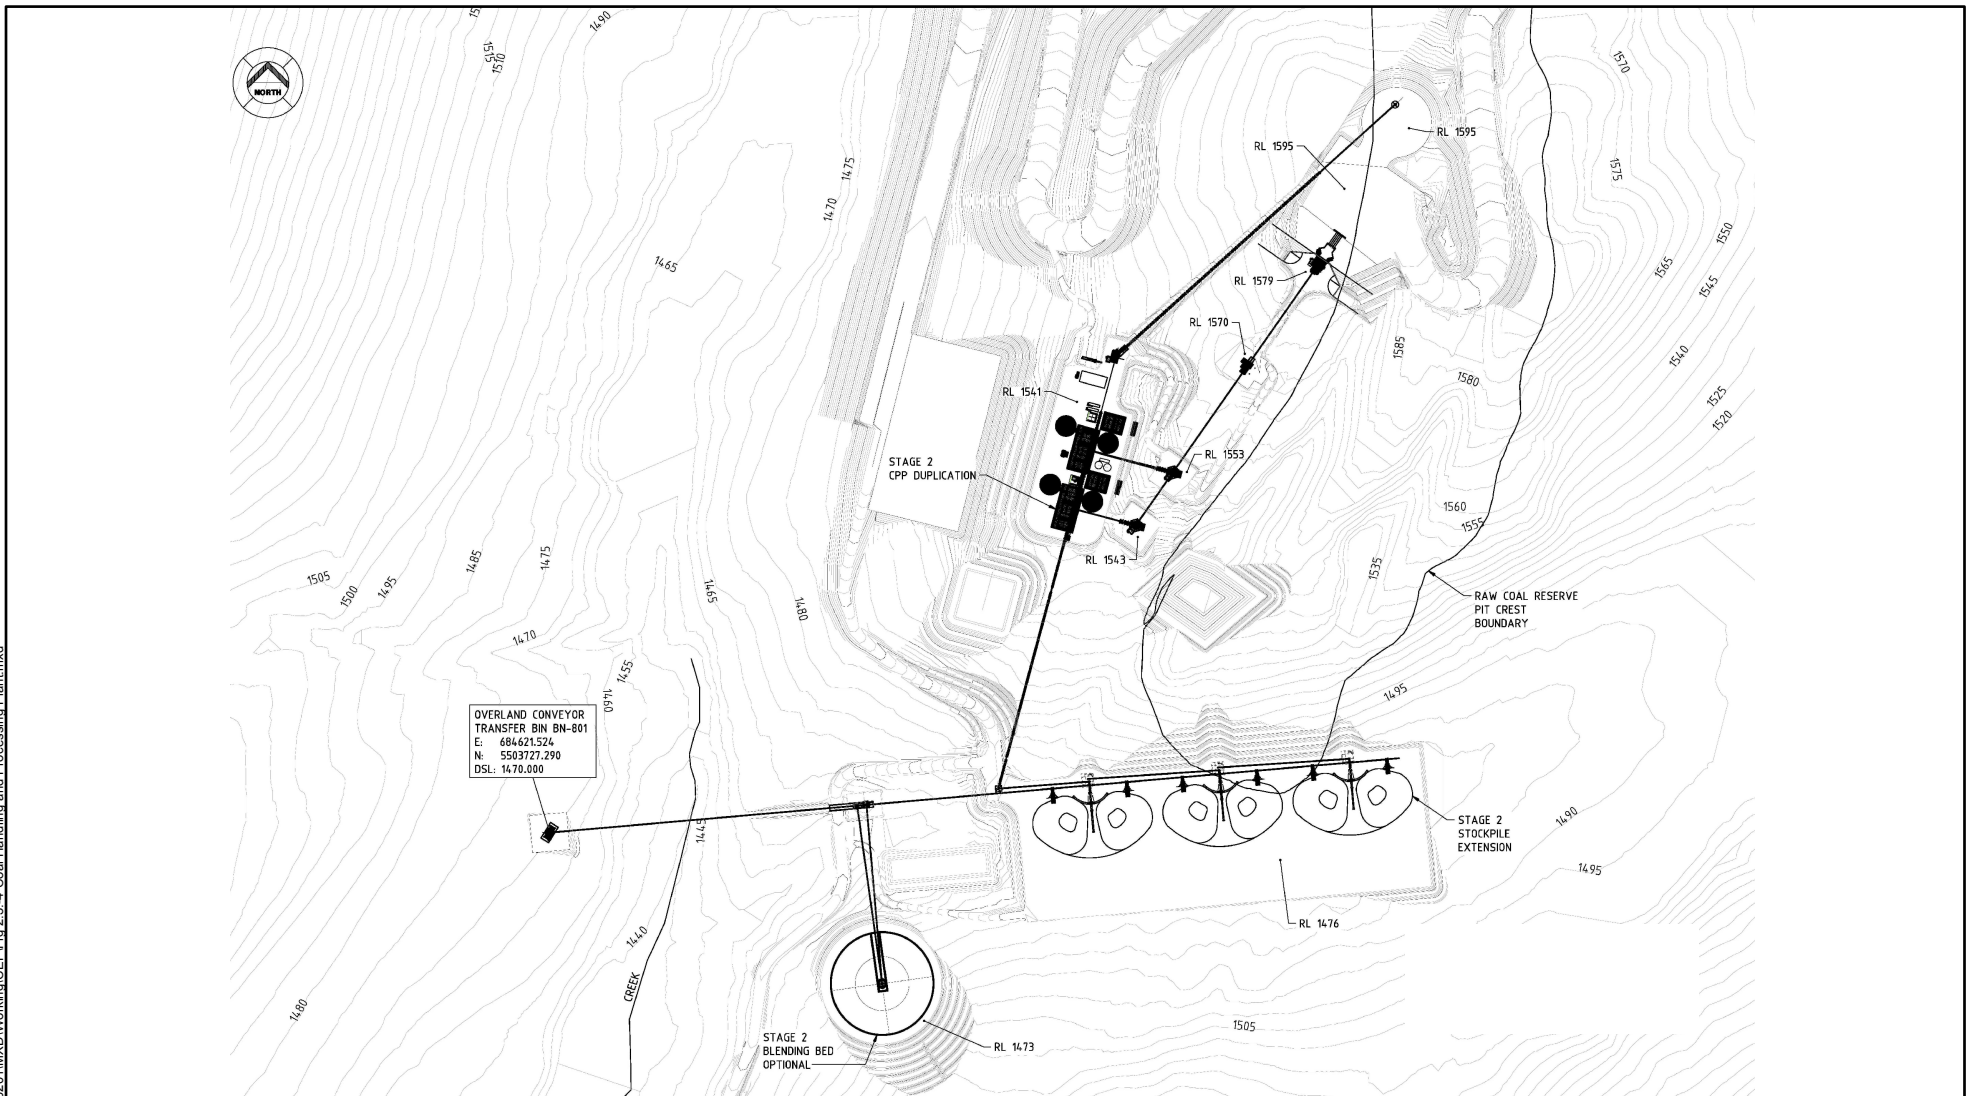 1490
1515
1510
NORTH
1570
RL 1595
RL 1595
1475
1575
1470
1550
1465
1565
RL 1579
1545
RL 1570
1585
1540
1580
RL 1541
1525
1520
STAGE 2
CPP DUPLICATION
RL 1553
1560
1555
RL 1543
1485
1475
1535
1505
1500
1495
1465
1480
RAW COAL RESERVE
PIT CREST
BOUNDARY
1470
1455
1460
1495
OVERLAND CONVEYOR
TRANSFER BIN BN-801
E: 684621.524
N: 5503727.290
DSL: 1470.000
1445
1490
STAGE 2
STOCKPILE
EXTENSION
1495
RL 1476
1440
CREEK
1480
1505
STAGE 2
BLENDING BED
OPTIONAL
RL 1473